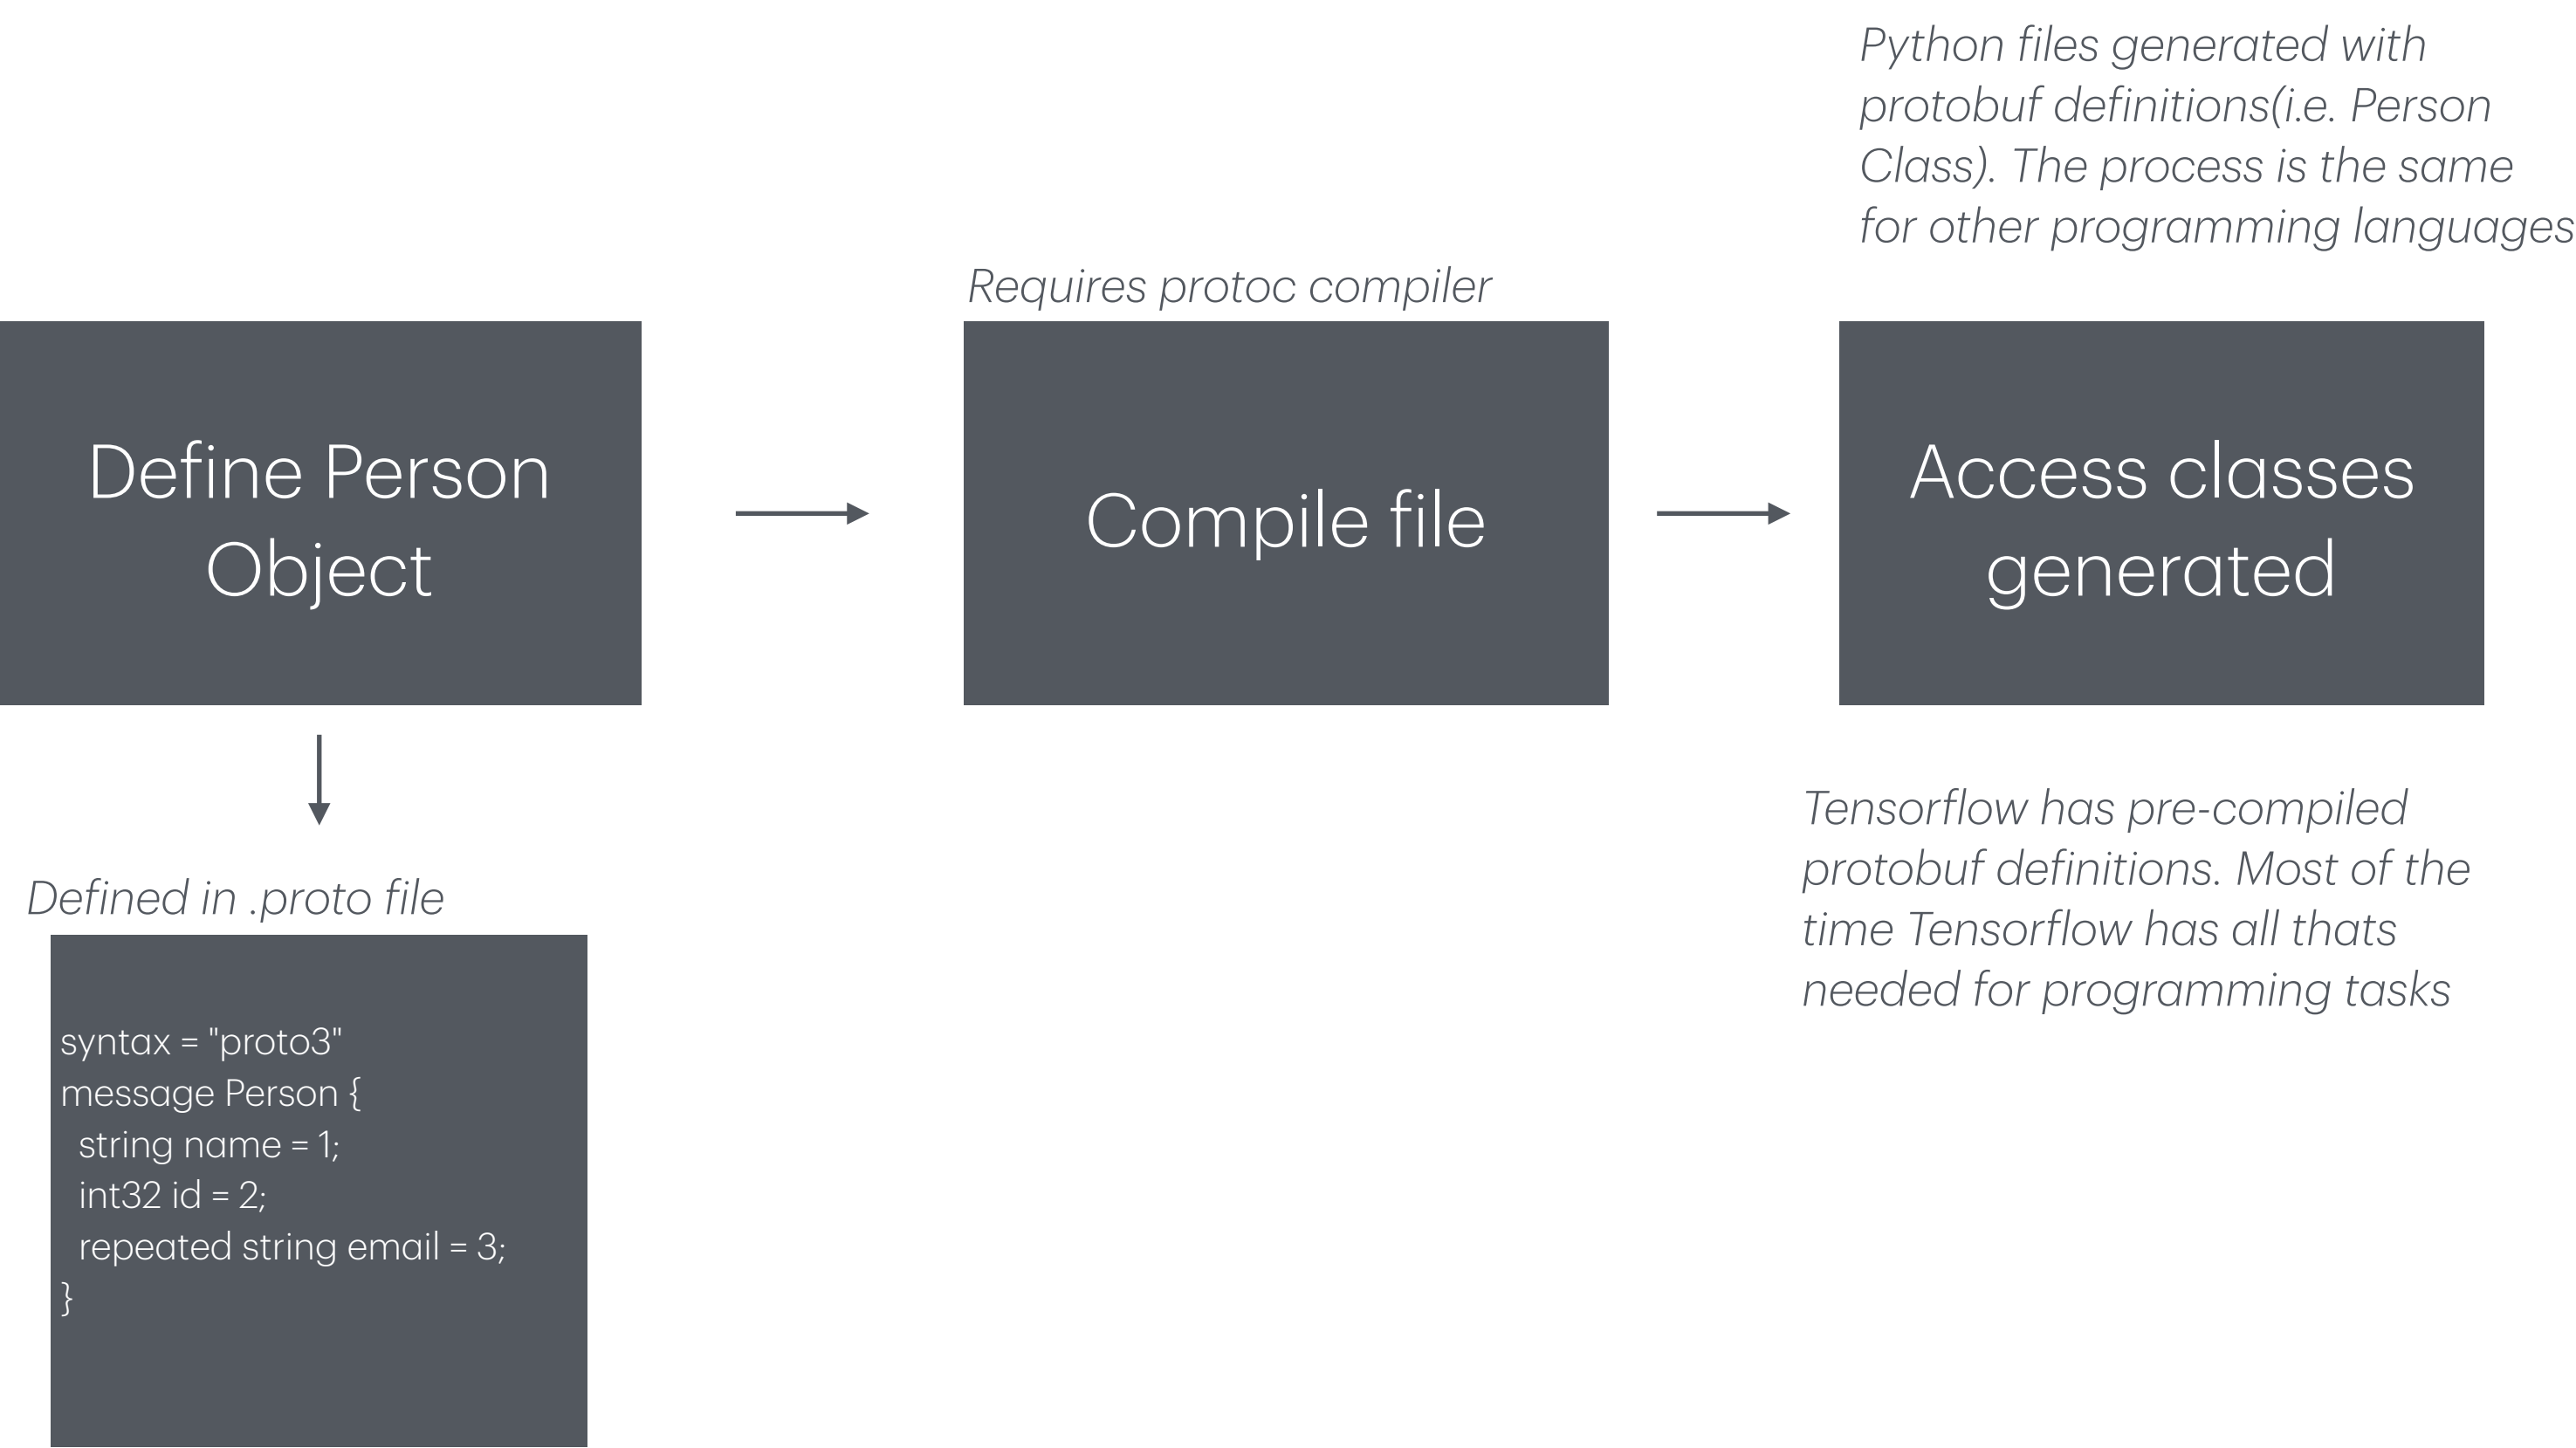 Python files generated with
protobuf definitions(i.e. Person
Class). The process is the same
for other programming languages
Requires protoc compiler
Define Person
Object
Compile file
Access classes
generated
Defined in .proto file
syntax = "proto3"
message Person {
  string name = 1;
  int32 id = 2;
  repeated string email = 3;
}
Tensorflow has pre-compiled
protobuf definitions. Most of the
time Tensorflow has all thats
needed for programming tasks